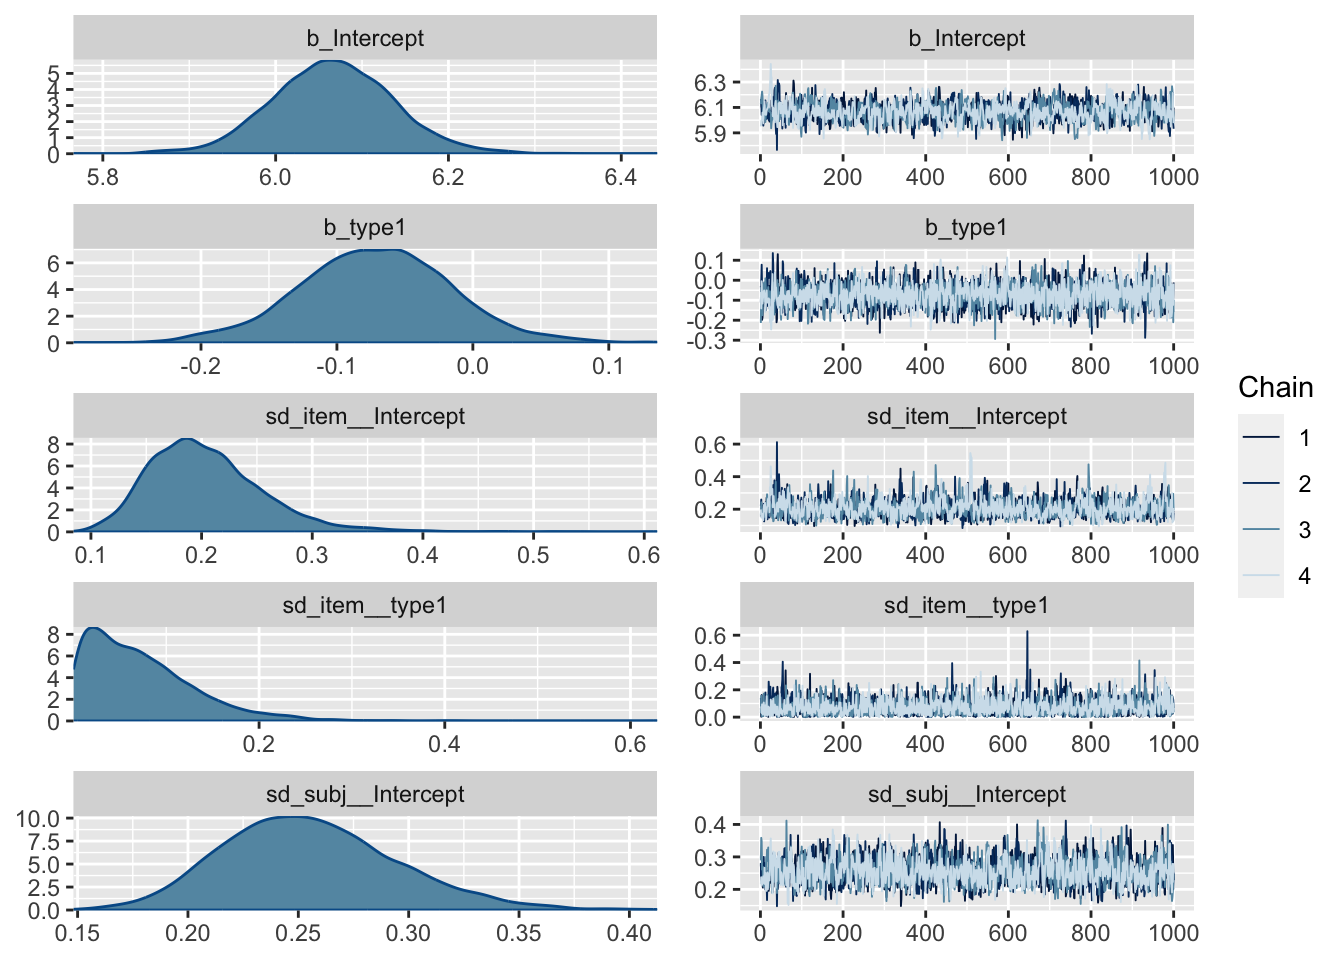 b_Intercept
5
4
3
2
1
0
5.8 6.0 6.2 6.4
b_Intercept
6.3
6.1
5.9
0 200 400 600 800 1000
b_type1
6
4
2
0
-0.2 -0.1 0.0 0.1
b_type1
0.1
0.0
-0.1
-0.2
-0.3
0 200 400 600 800 1000
sd_item__Intercept
8
6
4
2
0
0.1 0.2 0.3 0.4 0.5 0.6
sd_item__Intercept
0.6
0.4
0.2
0 200 400 600 800 1000
sd_item__type1
8
6
4
2
0
0.2 0.4 0.6
sd_item__type1
0.6
0.4
0.2
0.0
0 200 400 600 800 1000
sd_subj__Intercept
10.0
7.5
5.0
2.5
0.0
0.15 0.20 0.25 0.30 0.35 0.40
sd_subj__Intercept
0.4
0.3
0.2
0 200 400 600 800 1000
Chain
1
2
3
4